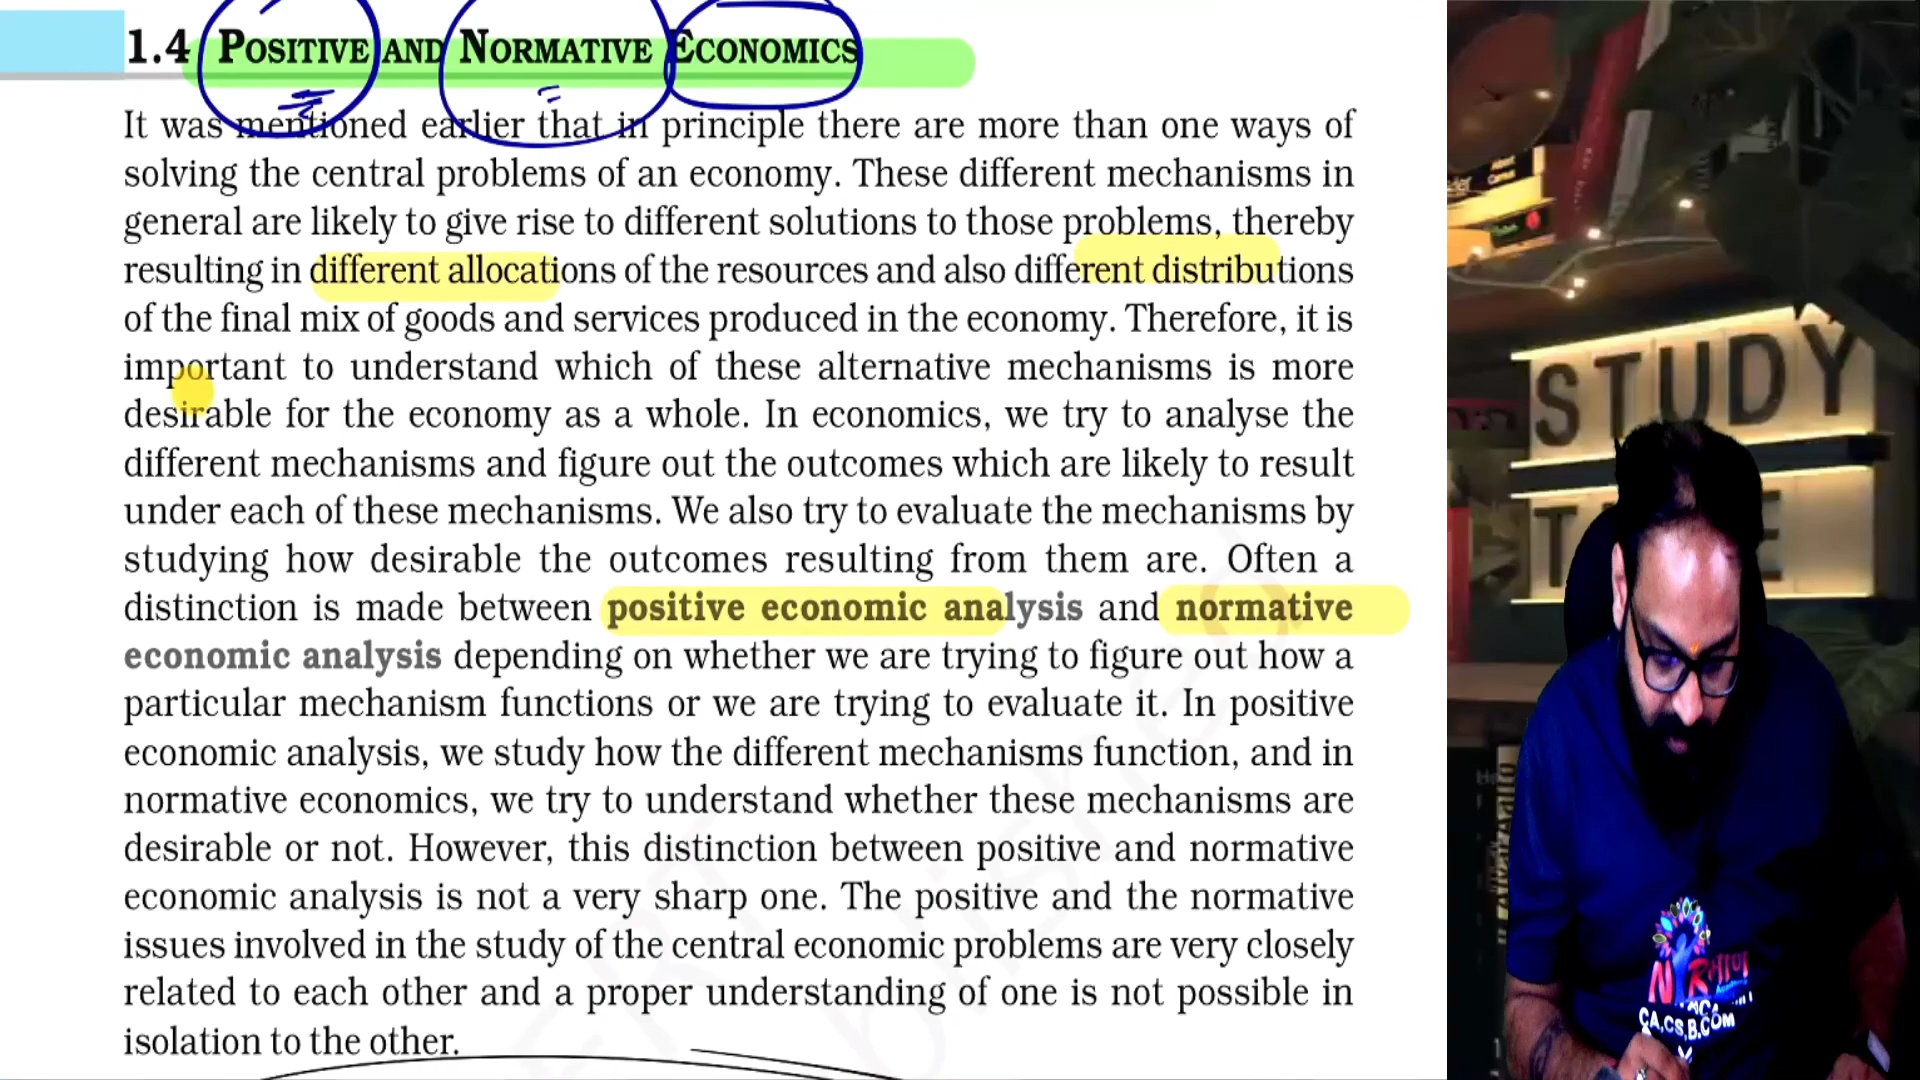 1.4 POSITIVE AND NORMATIVE ECONOMICS
It was mentioned earlier that in principle there are more than one ways of
solving the central problems of an economy. These different mechanisms in
general are likely to give rise to different solutions to those problems, thereby
resulting in different allocations of the resources and also different distributions
of the final mix of goods and services produced in the economy. Therefore, it is
important to understand which of these alternative mechanisms is more
desirable for the economy as a whole. In economics, we try to analyse the
different mechanisms and figure out the outcomes which are likely to result
under each of these mechanisms. We also try to evaluate the mechanisms by
studying how desirable the outcomes resulting from them are. Often a
distinction is made between positive economic analysis and normative
economic analysis depending on whether we are trying to figure out how a
particular mechanism functions or we are trying to evaluate it. In positive
economic analysis, we study how the different mechanisms function, and in
normative economics, we try to understand whether these mechanisms are
desirable or not. However, this distinction between positive and normative
economic analysis is not a very sharp one. The positive and the normative
issues involved in the study of the central economic problems are very closely
related to each other and a proper understanding of one is not possible in
isolation to the other.
STUDY
CA,CS,B.COM